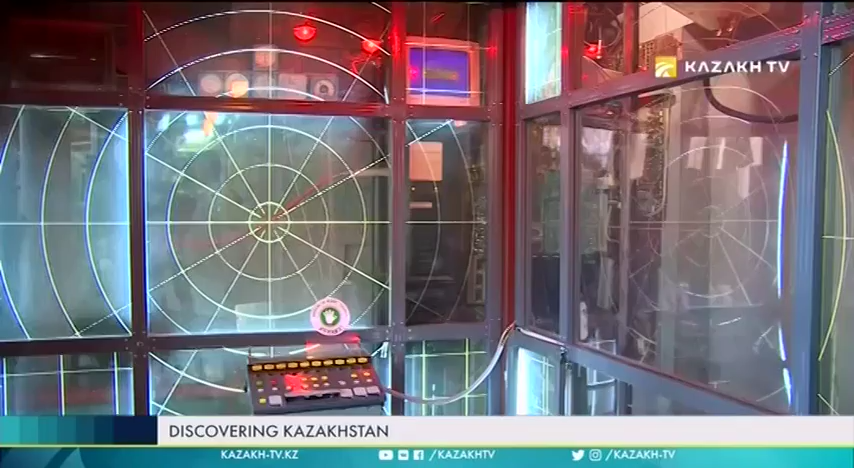 KAZAKH TV
DISCOVERING KAZAKHSTAN
KAZAKH-TV.KZ
/KAZAKHTV
/KAZAKH-TV